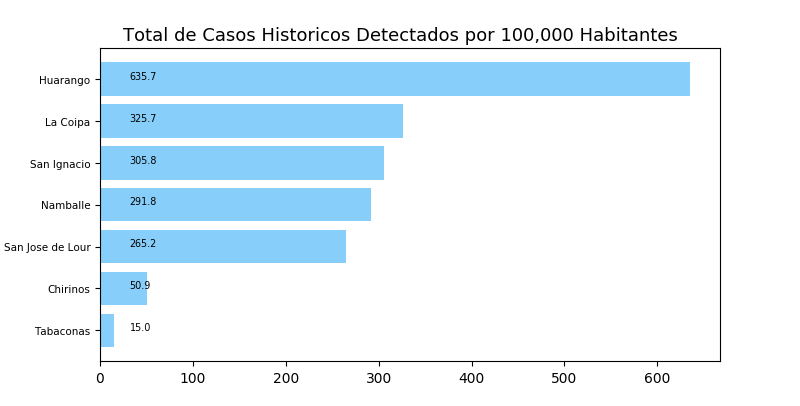 Total de Casos Historicos Detectados por 100,000 Habitantes
Huarango 635.7
La Coipa 325.7
San Ignacio 305.8
Namballe 291.8
San Jose de Lour 265.2
Chirinos 50.9
Tabaconas 15.0
0 100 200 300 400 500 600